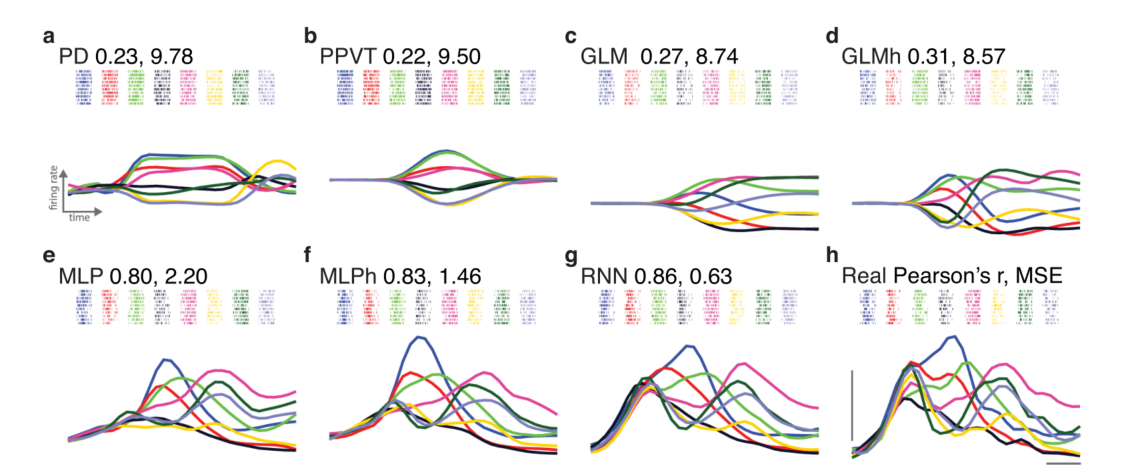 a
PD 0.23, 9.78
b
PPVT 0.22, 9.50
c
GLM 0.27, 8.74
d
GLMh 0.31, 8.57
firing rate
time
e
MLP 0.80, 2.20
f
MLPh 0.83, 1.46
g
RNN 0.86, 0.63
h
Real Pearson's r, MSE